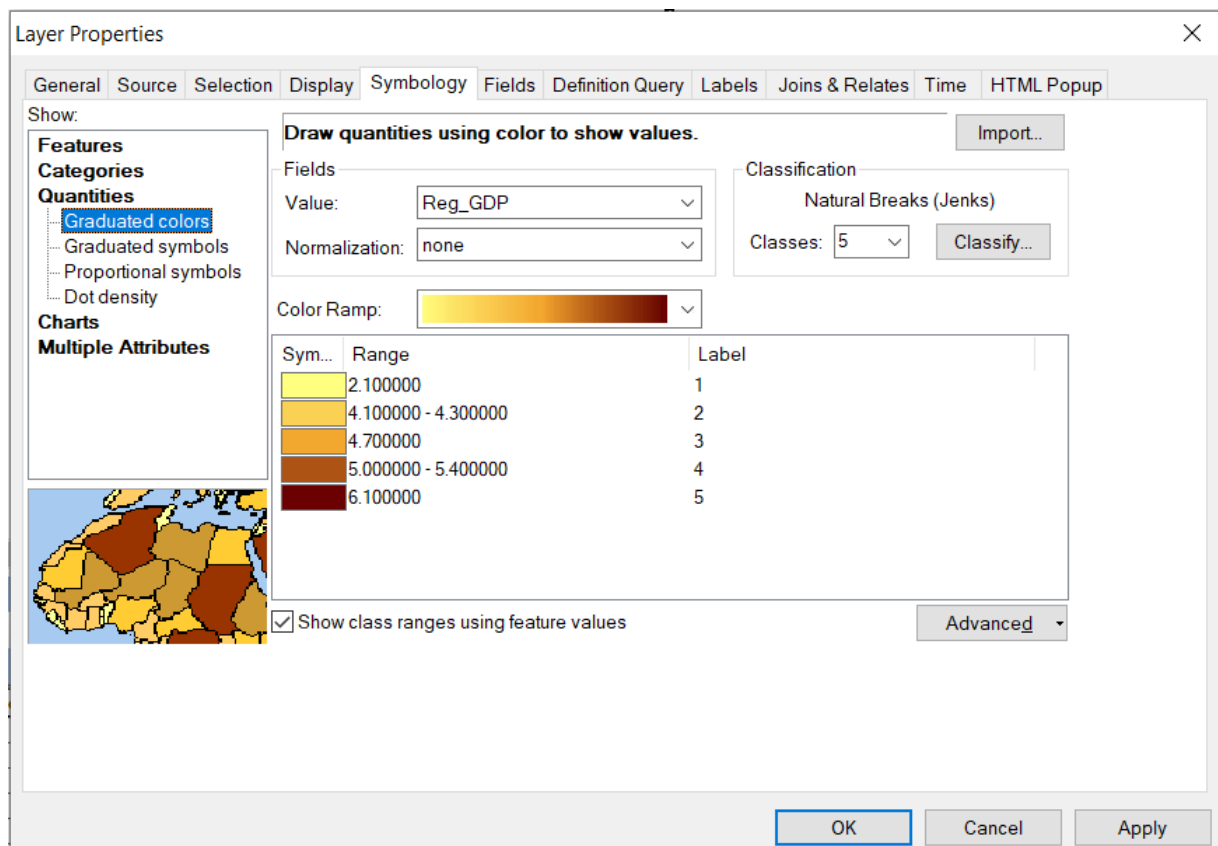 Layer Properties
General Source Selection Display Symbology Fields Definition Query Labels Joins & Relates Time HTML Popup
Show:
Features
Categories
Quantities
Graduated colors
Graduated symbols
Proportional symbols
Dot density
Charts
Multiple Attributes
Draw quantities using color to show values.
Import...
Fields
Value: Reg_GDP
Normalization: none
Classification
Natural Breaks (Jenks)
Classes: 5 Classify...
Color Ramp:
Sym... Range Label
2.100000 1
4.100000 - 4.300000 2
4.700000 3
5.000000 - 5.400000 4
6.100000 5
Show class ranges using feature values
Advanced
OK Cancel Apply